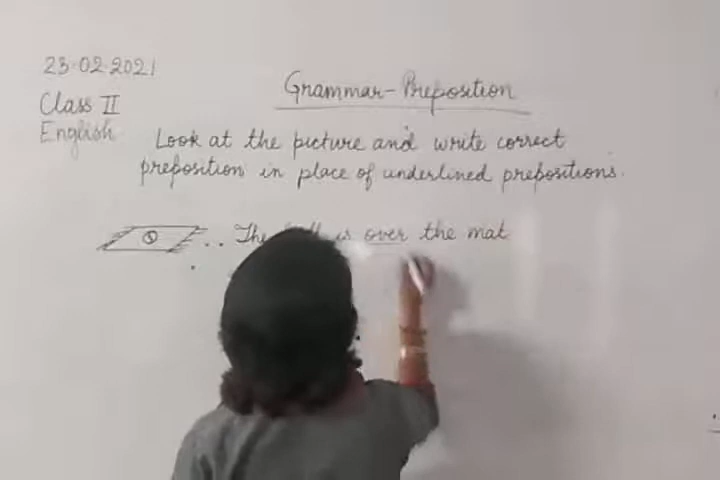 23-02-2021
Class II
English
Grammar-Preposition
Look at the picture and write correct
preposition in place of underlined prepositions.
The is over the mat